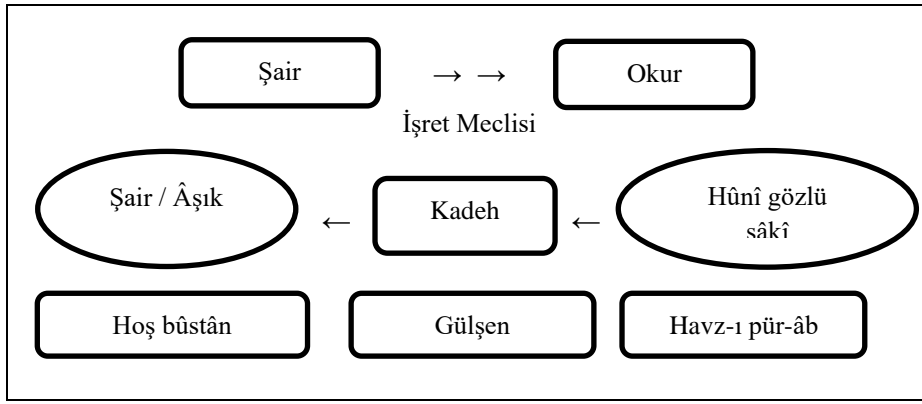 Şair → → Okur
İşret Meclisi
Şair / Âşık ← Kadeh ← Hûnî gözlü
sâkî
Hoş bûstân Gülşen Havz-ı pür-âb